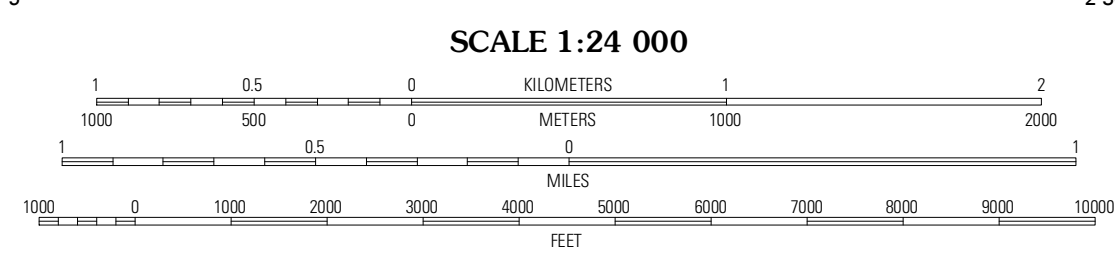 SCALE 1:24 000
1 0.5 0 KILOMETERS 1 2
1000 500 0 METERS 1000 2000
1 0.5 0 1
MILES
1000 0 1000 2000 3000 4000 5000 6000 7000 8000 9000 10000
FEET